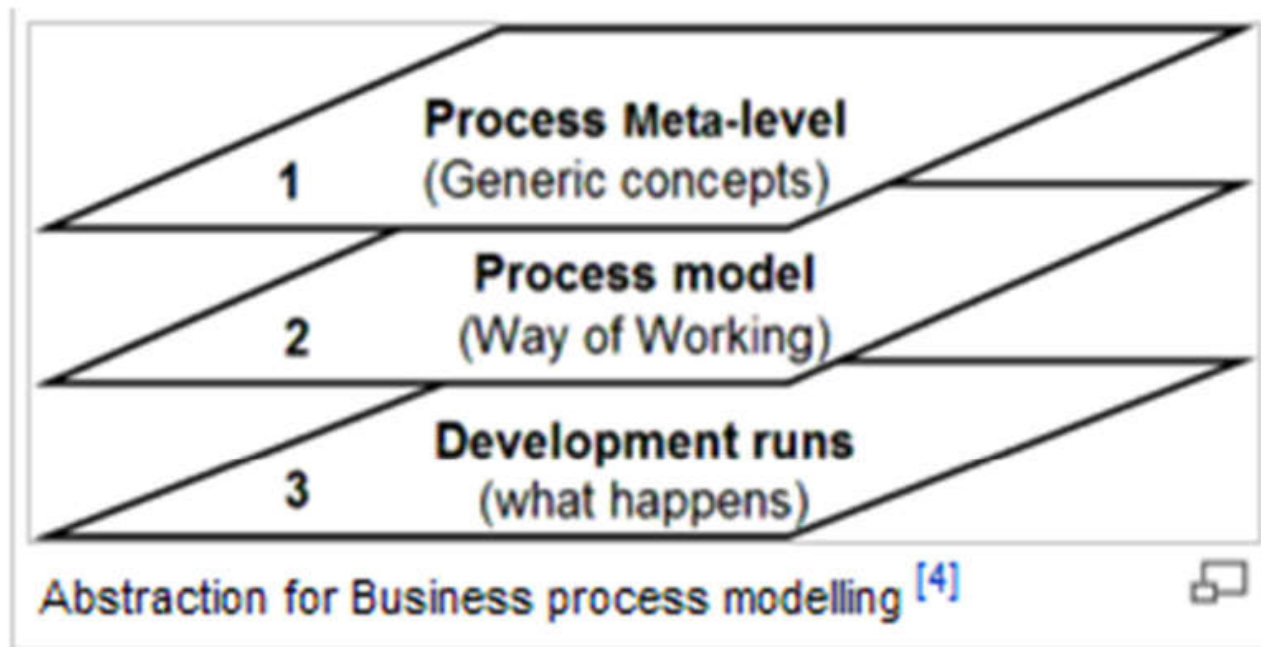 Process Meta-level
1 (Generic concepts)
Process model
2 (Way of Working)
Development runs
3 (what happens)
Abstraction for Business process modelling [4]